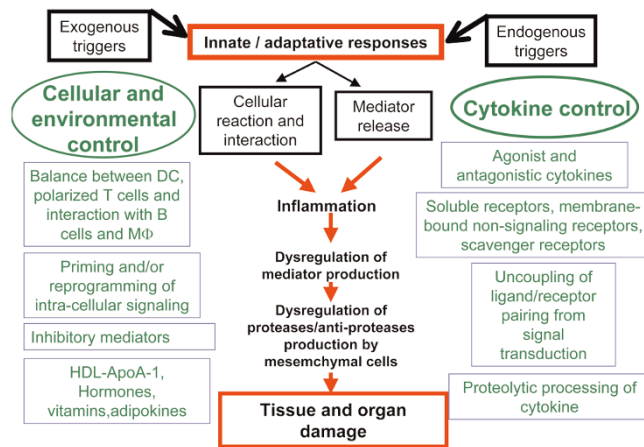 Exogenous
triggers
Innate / adaptative responses
Endogenous
triggers
Cellular and
environmental
control
Cellular
reaction and
interaction
Mediator
release
Cytokine control
Balance between DC,
polarized T cells and
interaction with B
cells and MΦ
Priming and/or
reprogramming of
intra-cellular signaling
Inhibitory mediators
HDL-ApoA-1,
Hormones,
vitamins,adipokines
Inflammation
Dysregulation
of mediator production
Dysregulation of
proteases/anti-proteases
production by
mesemchymal cells
Tissue and organ
damage
Agonist and
antagonistic cytokines
Soluble receptors, membrane-
bound non-signaling receptors,
scavenger receptors
Uncoupling of
ligand/receptor
pairing from
signal
transduction
Proteolytic processing of
cytokine